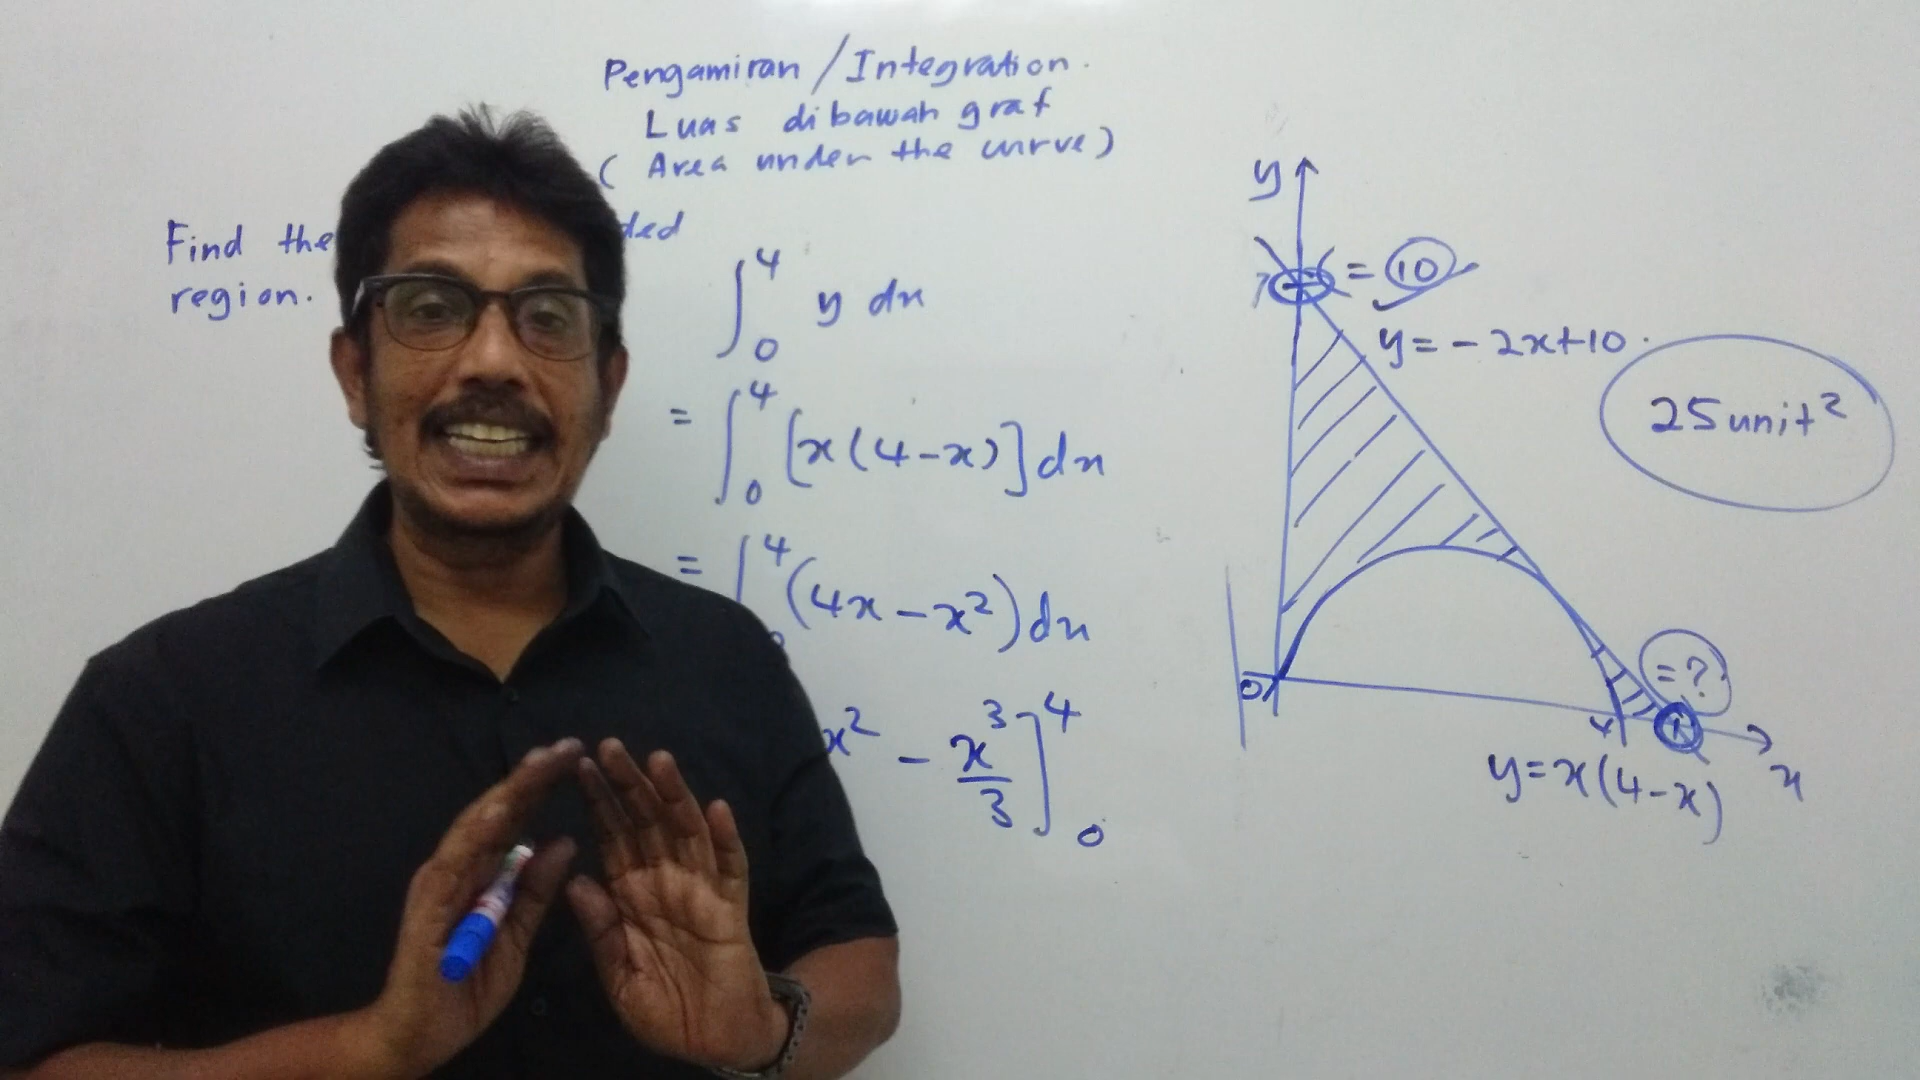 Pengamiran / Integration.
Luas dibawah graf
( Area under the curve )
Find the
region.
∫₀⁴ y dx
= ∫₀⁴ [x(4-x)] dx
= ∫₀⁴ (4x - x²) dx
x² - x³/3 ]₀⁴
y
= 10
y = - 2x+10.
25 unit²
0
= ?
4
x
y = x(4-x)